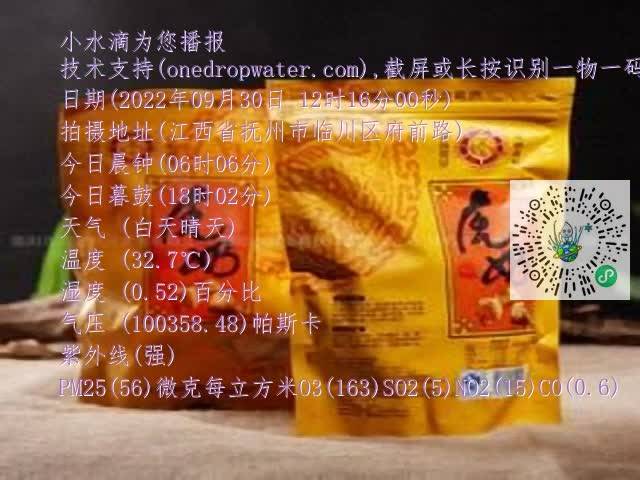 小水滴为您播报
技术支持(onedropwater.com),截屏或长按识别一物一码
日期(2022年09月30日 12时16分00秒)
拍摄地址(江西省抚州市临川区府前路)
今日晨钟(06时06分)
今日暮鼓(18时02分)
天气 (白天晴天)
温度 (32.7℃)
湿度 (0.52)百分比
气压 (100358.48)帕斯卡
紫外线(强)
PM25(56)微克每立方米O3(163)SO2(5)NO2(15)CO(0.6)